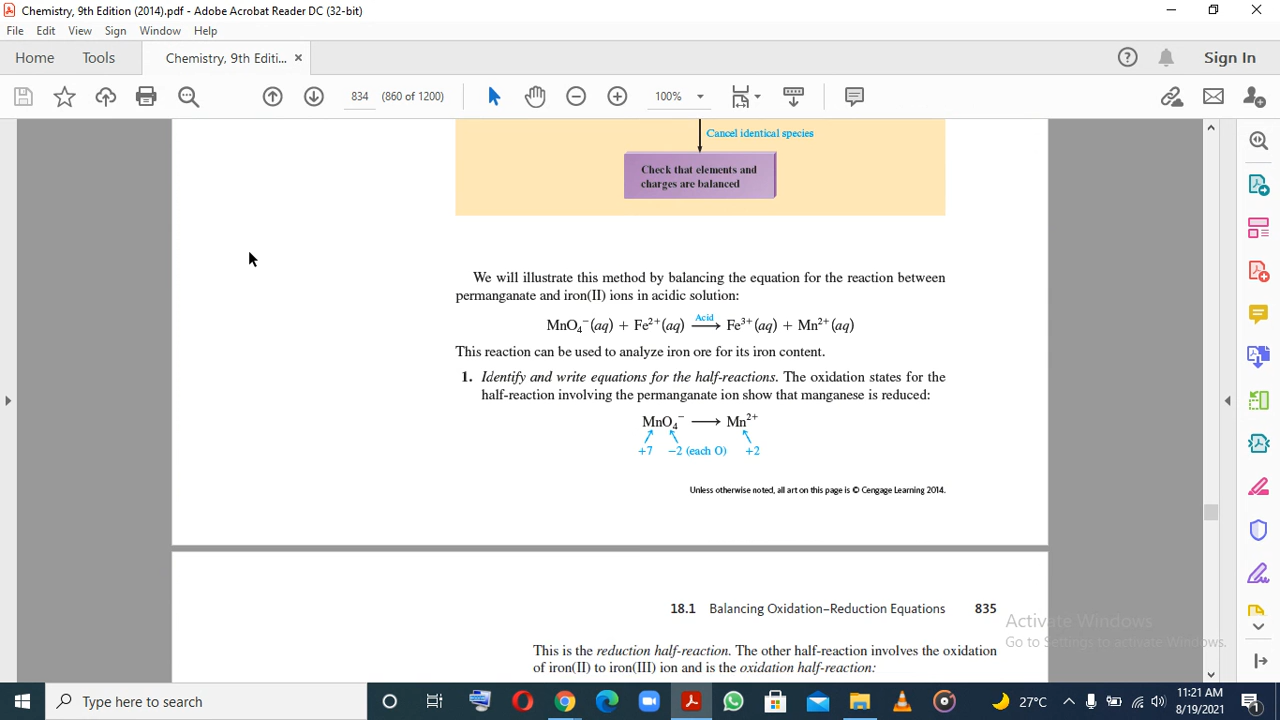 Chemistry, 9th Edition (2014).pdf - Adobe Acrobat Reader DC (32-bit)
File Edit View Sign Window Help
Home Tools Chemistry, 9th Editi... × Sign In
834 (860 of 1200) 100%
Cancel identical species
Check that elements and
charges are balanced
We will illustrate this method by balancing the equation for the reaction between
permanganate and iron(II) ions in acidic solution:
Acid
MnO₄⁻(aq) + Fe²⁺(aq) ⟶ Fe³⁺(aq) + Mn²⁺(aq)
This reaction can be used to analyze iron ore for its iron content.
1. Identify and write equations for the half-reactions. The oxidation states for the
half-reaction involving the permanganate ion show that manganese is reduced:
MnO₄⁻ ⟶ Mn²⁺
+7 −2 (each O) +2
Unless otherwise noted, all art on this page is © Cengage Learning 2014.
18.1 Balancing Oxidation–Reduction Equations 835
This is the reduction half-reaction. The other half-reaction involves the oxidation
of iron(II) to iron(III) ion and is the oxidation half-reaction:
Activate Windows
Go to Settings to activate Windows.
Type here to search
27°C
11:21 AM
8/19/2021
1